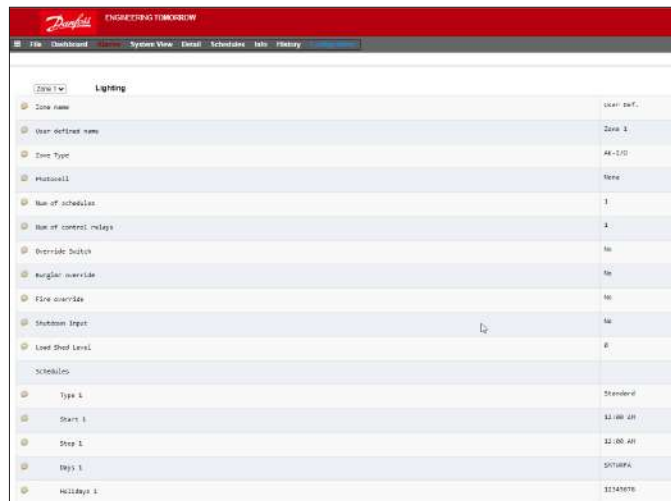 Danfoss ENGINEERING TOMORROW
File Dashboard Alarms System View Detail Schedules Info History Configuration
Zone 1 Lighting
Zone name User Def.
User defined name Zone 1
Zone Type AK-I/O
Photocell None
Num of schedules 1
Num of control relays 1
Override Switch No
Burglar override No
Fire override No
Shutdown Input No
Load Shed Level 0
Schedules
Type 1 Standard
Start 1 12:00 AM
Stop 1 12:00 AM
Days 1
Holidays 1 12345678